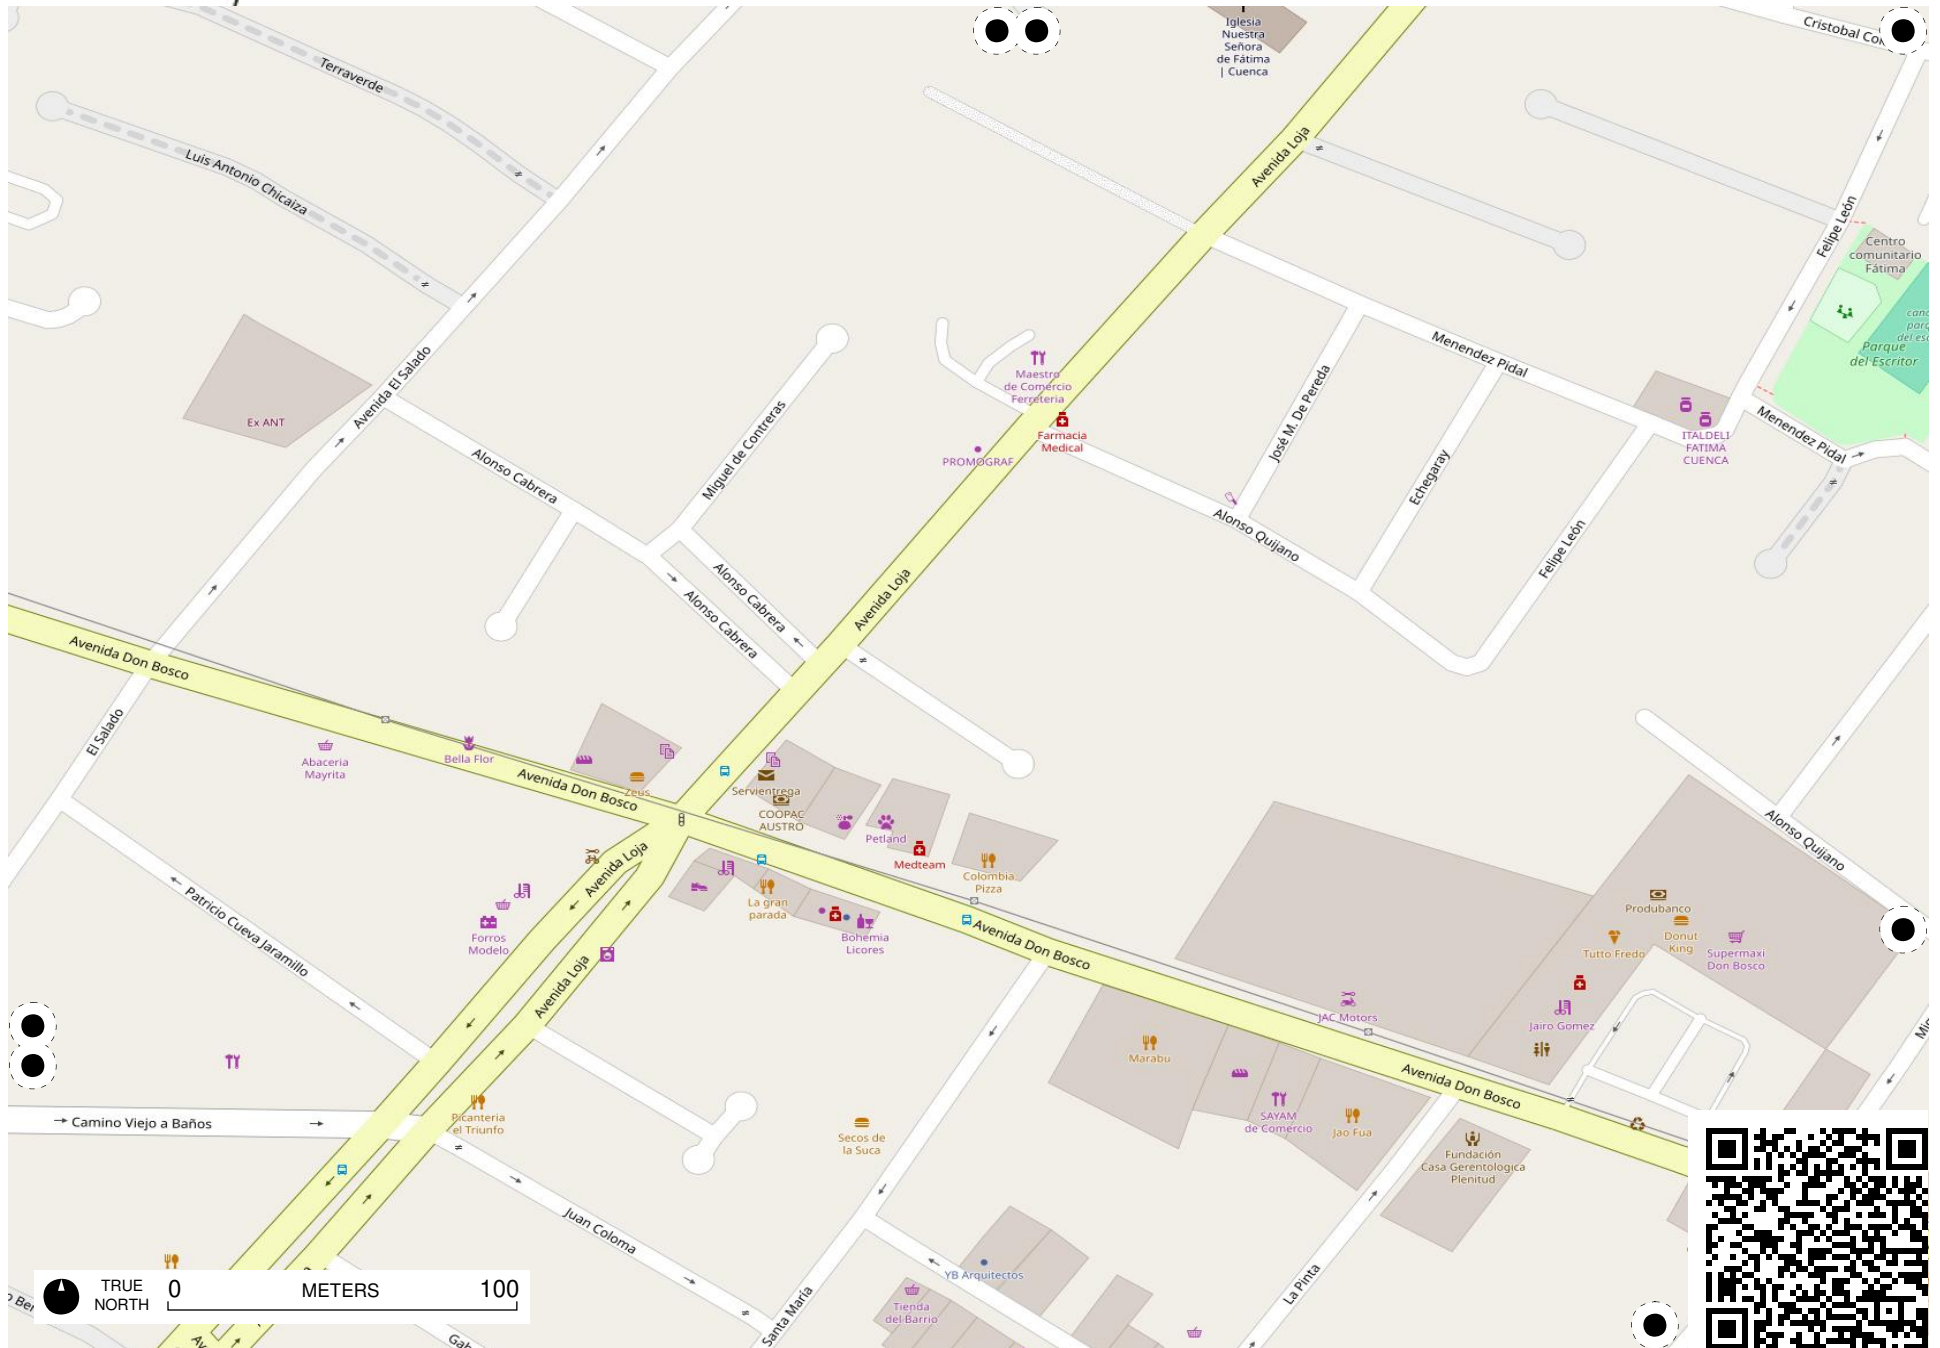 Iglesia
Nuestra
Señora
de Fátima
| Cuenca
Terraverde
Luis Antonio Chicaiza
Avenida Loja
Felipe León
Centro
comunitario
Fátima
Parque
del Escritor
Menendez Pidal
Menendez Pidal
José M. De Pereda
Echegaray
Felipe León
ITALDELI
FATIMA
CUENCA
Avenida El Salado
Ex ANT
Maestro
de Comercio
Ferreteria
Farmacia
Medical
PROMOGRAF
Miguel de Contreras
Alonso Cabrera
Alonso Quijano
Alonso Cabrera
Alonso Cabrera
Avenida Loja
Avenida Don Bosco
El Salado
Abaceria
Mayrita
Bella Flor
Avenida Don Bosco
Zeus
Servientrega
COOPAC
AUSTRO
Petland
Medteam
Colombia
Pizza
Alonso Quijano
Avenida Loja
La gran
parada
Bohemia
Licores
Avenida Don Bosco
Produbanco
Donut
King
Tutto Fredo
Supermaxi
Don Bosco
Jairo Gomez
JAC Motors
Forros
Modelo
Patricio Cueva Jaramillo
Avenida Loja
Marabu
Avenida Don Bosco
SAYAM
de Comercio
Jao Fua
Camino Viejo a Baños
Picanteria
el Triunfo
Secos de
la Suca
Fundación
Casa Gerentologica
Plenitud
Juan Coloma
YB Arquitectos
Tienda
del Barrio
Santa María
La Pinta
TRUE
NORTH
0 METERS 100